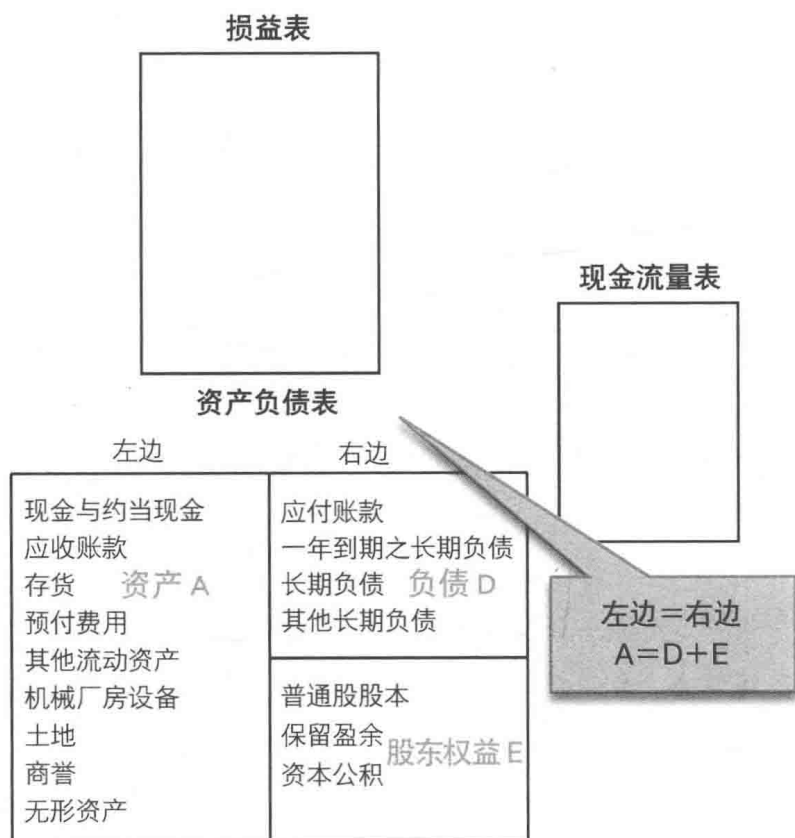 损益表
现金流量表
资产负债表
左边
右边
现金与约当现金
应收账款
存货
资产 A
预付费用
其他流动资产
机械厂房设备
土地
商誉
无形资产
应付账款
一年到期之长期负债
长期负债
负债 D
其他长期负债
普通股股本
保留盈余
股东权益 E
资本公积
左边＝右边
A＝D＋E